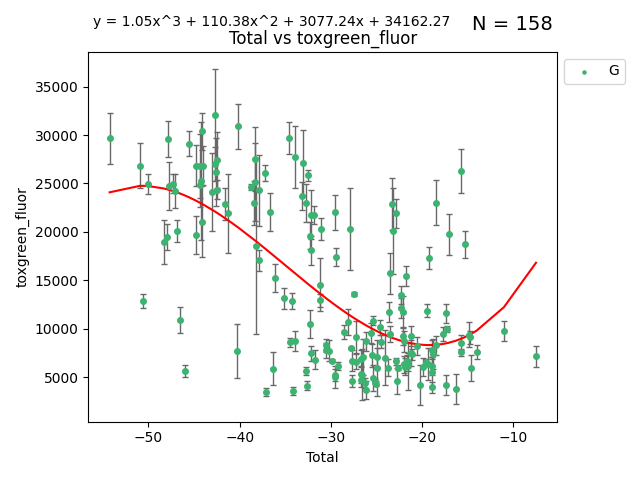 y = 1.05x^3 + 110.38x^2 + 3077.24x + 34162.27
N = 158
Total vs toxgreen_fluor
G
toxgreen_fluor
35000
30000
25000
20000
15000
10000
5000
−50
−40
−30
−20
−10
Total